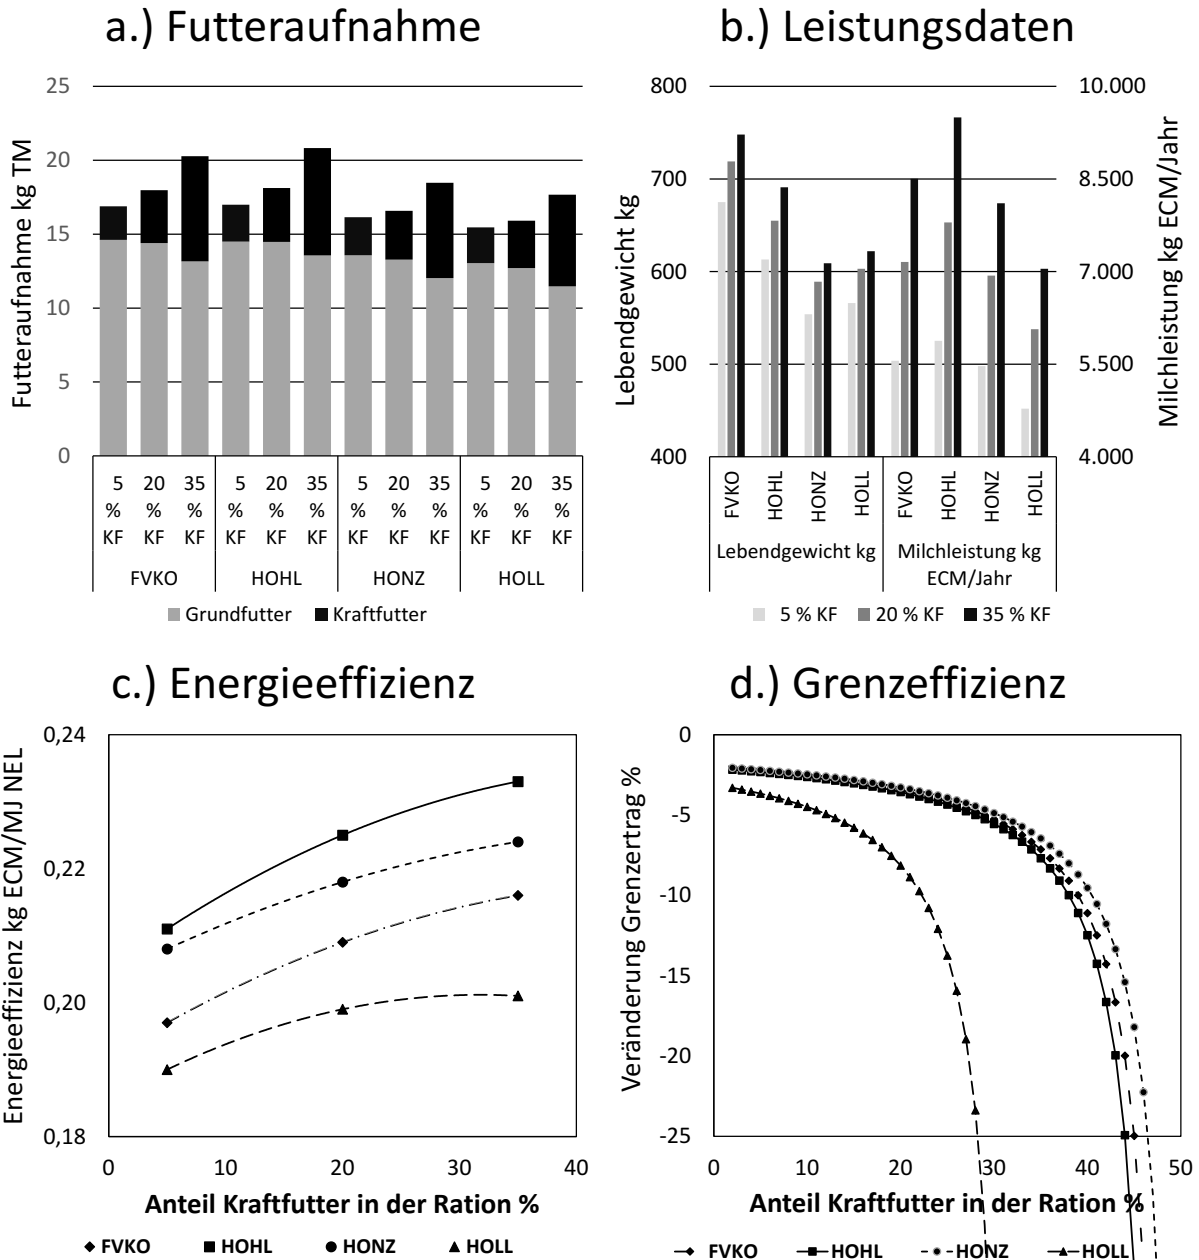 a.) Futteraufnahme
Futteraufnahme kg TM
25
20
15
10
5
0
5 % KF 20 % KF 35 % KF 5 % KF 20 % KF 35 % KF 5 % KF 20 % KF 35 % KF 5 % KF 20 % KF 35 % KF
FVKO HOHL HONZ HOLL
Grundfutter Kraftfutter
b.) Leistungsdaten
Lebendgewicht kg
800
700
600
500
400
10.000
8.500
7.000
5.500
4.000
Milchleistung kg ECM/Jahr
FVKO HOHL HONZ HOLL FVKO HOHL HONZ HOLL
Lebendgewicht kg Milchleistung kg
ECM/Jahr
5 % KF 20 % KF 35 % KF
c.) Energieeffizienz
Energieeffizienz kg ECM/MJ NEL
0,24
0,22
0,20
0,18
0 10 20 30 40
Anteil Kraftfutter in der Ration %
FVKO HOHL HONZ HOLL
d.) Grenzeffizienz
Veränderung Grenzertrag %
0
-5
-10
-15
-20
-25
0 10 20 30 40 50
Anteil Kraftfutter in der Ration %
FVKO HOHL HONZ HOLL